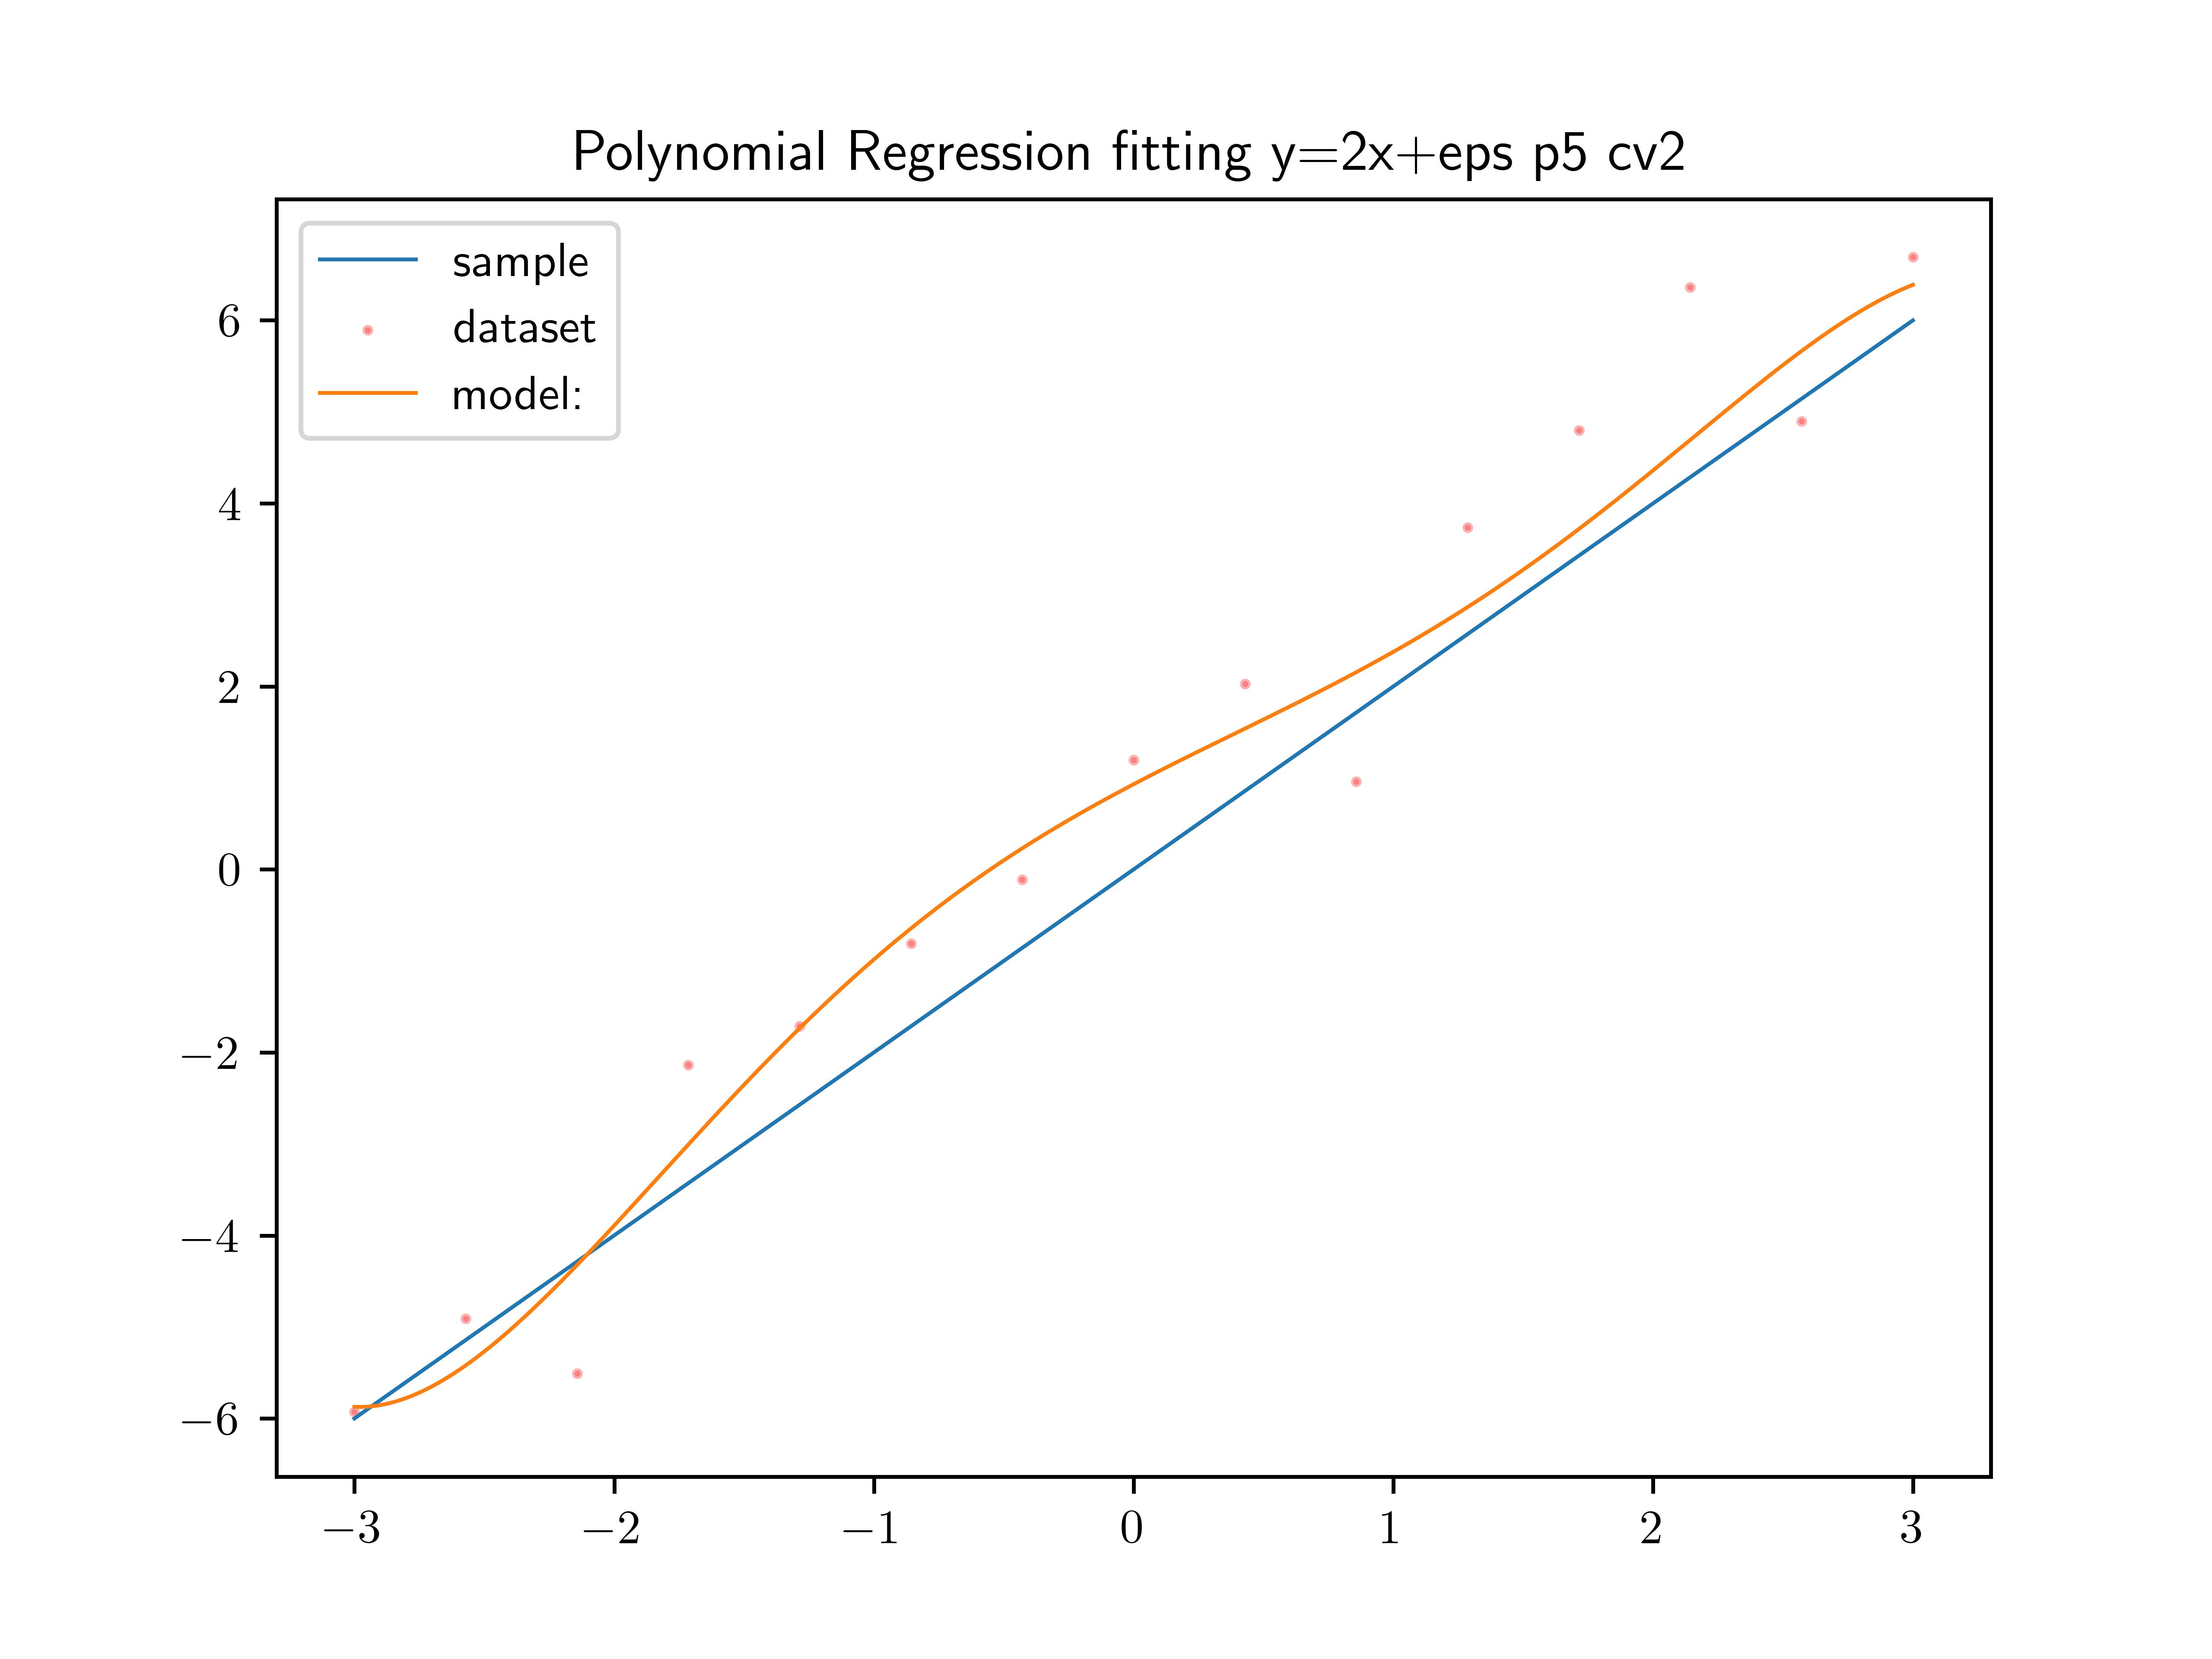 Polynomial Regression fitting y=2x+eps p5 cv2
sample
dataset
model:
6
4
2
0
−2
−4
−6
−3 −2 −1 0 1 2 3